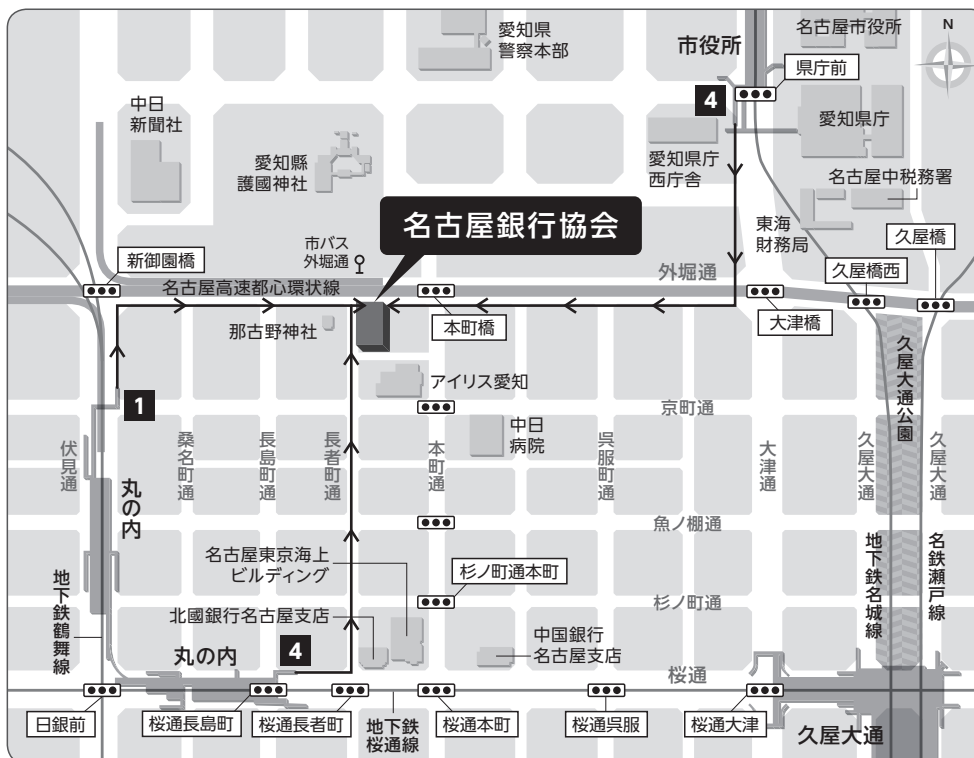 愛知県
警察本部
市役所
名古屋市役所
N
県庁前
4
中日
新聞社
愛知縣
護國神社
愛知県庁
西庁舎
愛知県庁
名古屋中税務署
名古屋銀行協会
東海
財務局
久屋橋
新御園橋
市バス
外堀通
外堀通
久屋橋西
名古屋高速都心環状線
那古野神社
本町橋
大津橋
久屋大通公園
アイリス愛知
1
京町通
中日
病院
伏見通
桑名町通
長島町通
長者町通
本町通
呉服町通
大津通
久屋大通
久屋大通
丸の内
魚ノ棚通
名古屋東京海上
ビルディング
杉ノ町通本町
地下鉄鶴舞線
地下鉄名城線
名鉄瀬戸線
杉ノ町通
北國銀行名古屋支店
丸の内
4
中国銀行
名古屋支店
桜通
日銀前
桜通長島町
桜通長者町
地下鉄
桜通線
桜通本町
桜通呉服
桜通大津
久屋大通